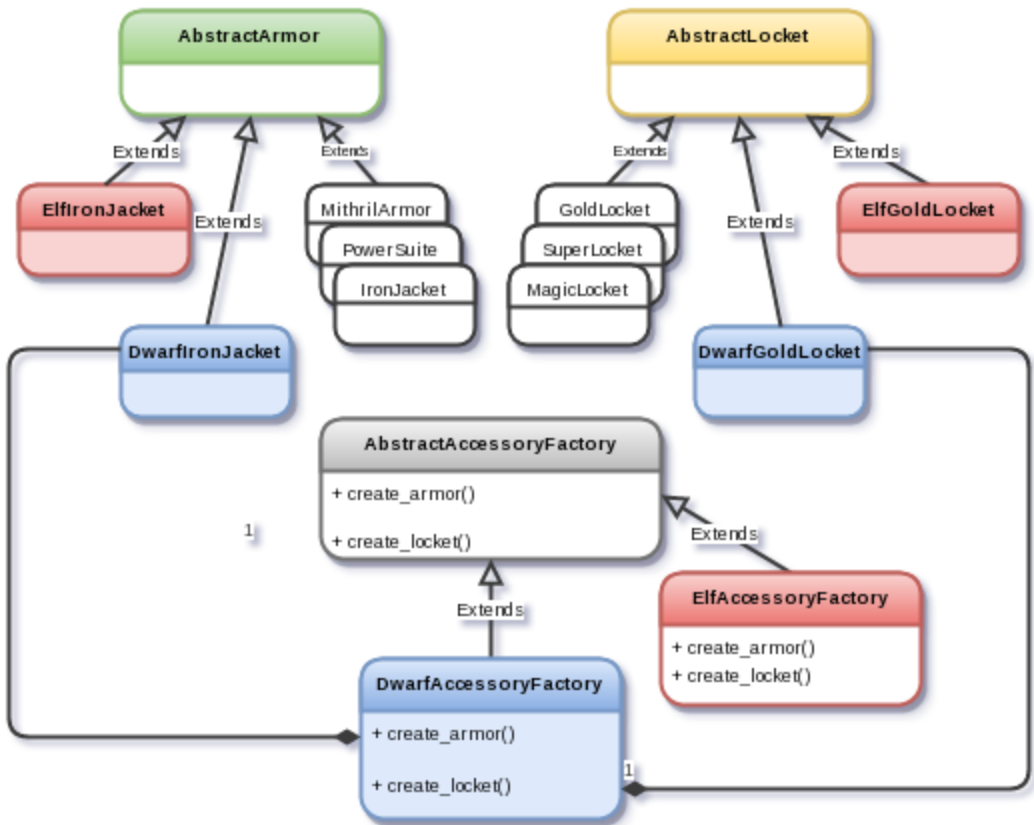 AbstractArmor
AbstractLocket
Extends
Extends
Extends
Extends
ElfIronJacket
MithrilArmor
GoldLocket
ElfGoldLocket
Extends
Extends
PowerSuite
SuperLocket
IronJacket
MagicLocket
DwarfIronJacket
DwarfGoldLocket
AbstractAccessoryFactory
+ create_armor()
1
+ create_locket()
Extends
ElfAccessoryFactory
Extends
+ create_armor()
+ create_locket()
DwarfAccessoryFactory
+ create_armor()
1
+ create_locket()